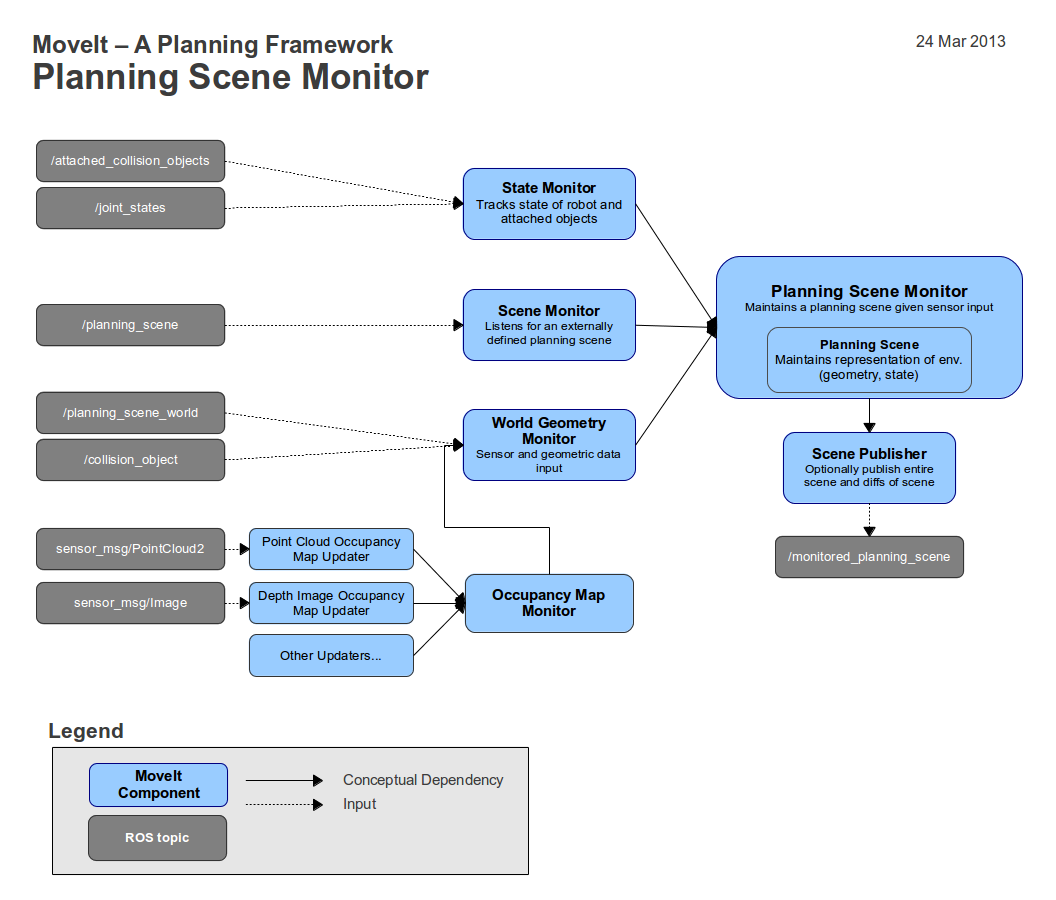 MoveIt – A Planning Framework
24 Mar 2013
Planning Scene Monitor
/attached_collision_objects
/joint_states
State Monitor
Tracks state of robot and
attached objects
/planning_scene
Scene Monitor
Listens for an externally
defined planning scene
Planning Scene Monitor
Maintains a planning scene given sensor input
Planning Scene
Maintains representation of env.
(geometry, state)
/planning_scene_world
/collision_object
World Geometry
Monitor
Sensor and geometric data
input
Scene Publisher
Optionally publish entire
scene and diffs of scene
/monitored_planning_scene
sensor_msg/PointCloud2
Point Cloud Occupancy
Map Updater
sensor_msg/Image
Depth Image Occupancy
Map Updater
Other Updaters...
Occupancy Map
Monitor
Legend
MoveIt
Component
Conceptual Dependency
Input
ROS topic